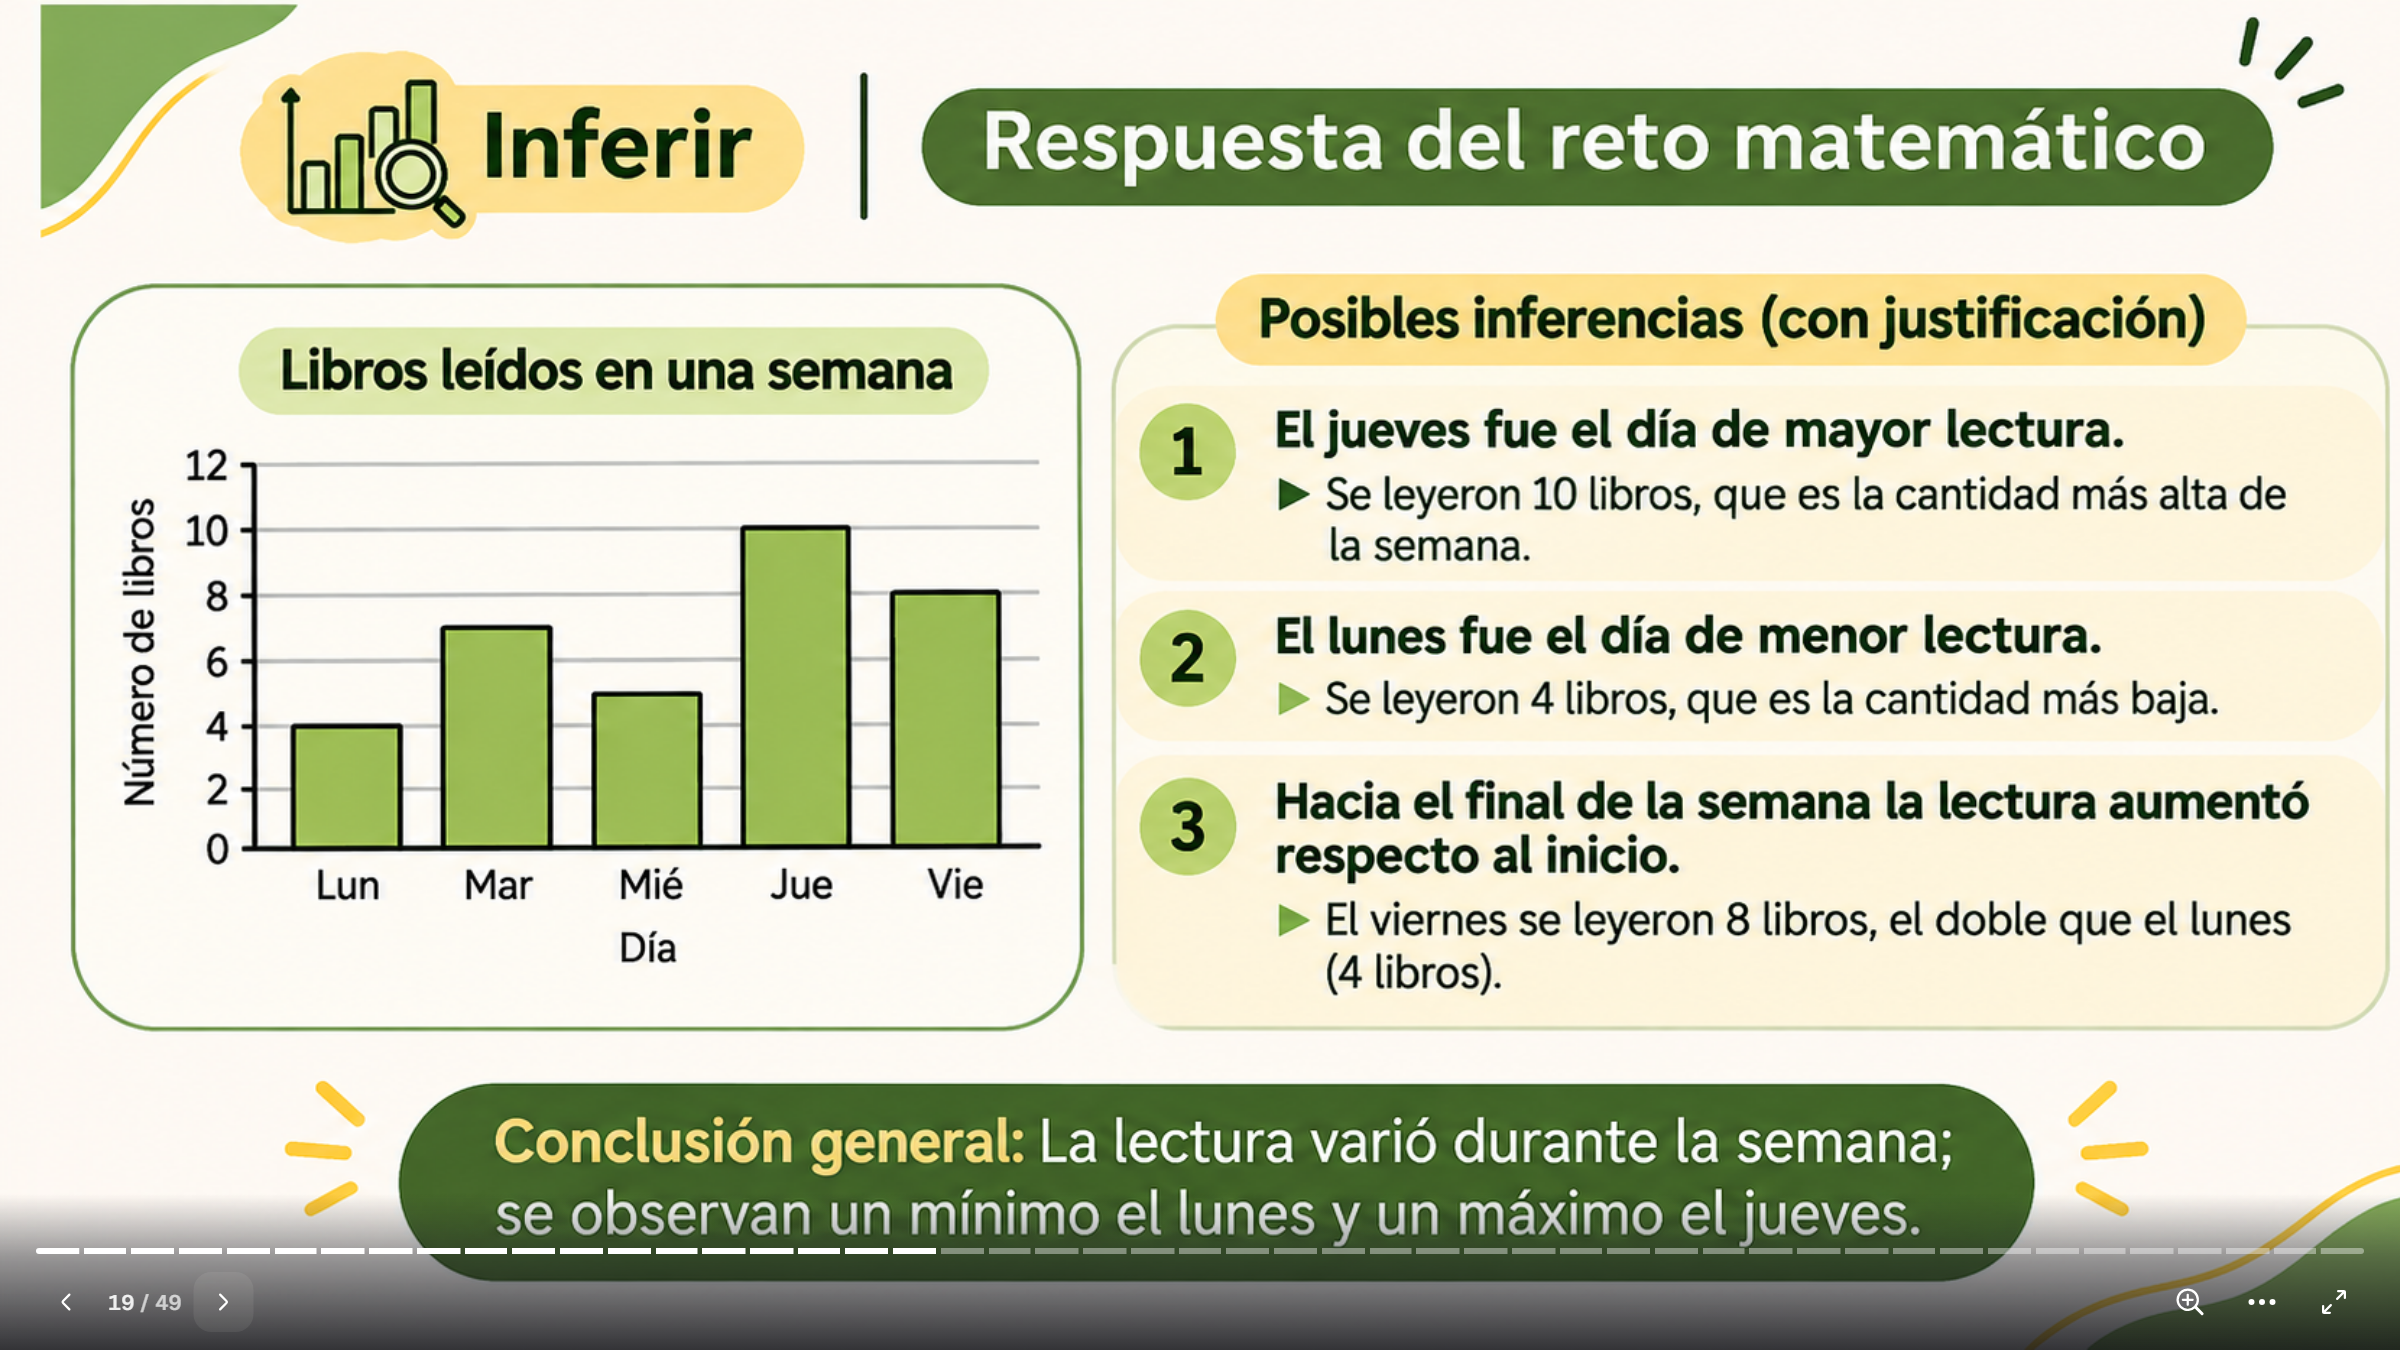 Inferir
Respuesta del reto matemático
Libros leídos en una semana
Número de libros
12
10
8
6
4
2
0
Lun Mar Mié Jue Vie
Día
Posibles inferencias (con justificación)
1
El jueves fue el día de mayor lectura.
Se leyeron 10 libros, que es la cantidad más alta de
la semana.
2
El lunes fue el día de menor lectura.
Se leyeron 4 libros, que es la cantidad más baja.
3
Hacia el final de la semana la lectura aumentó
respecto al inicio.
El viernes se leyeron 8 libros, el doble que el lunes
(4 libros).
Conclusión general: La lectura varió durante la semana;
se observan un mínimo el lunes y un máximo el jueves.
19 / 49